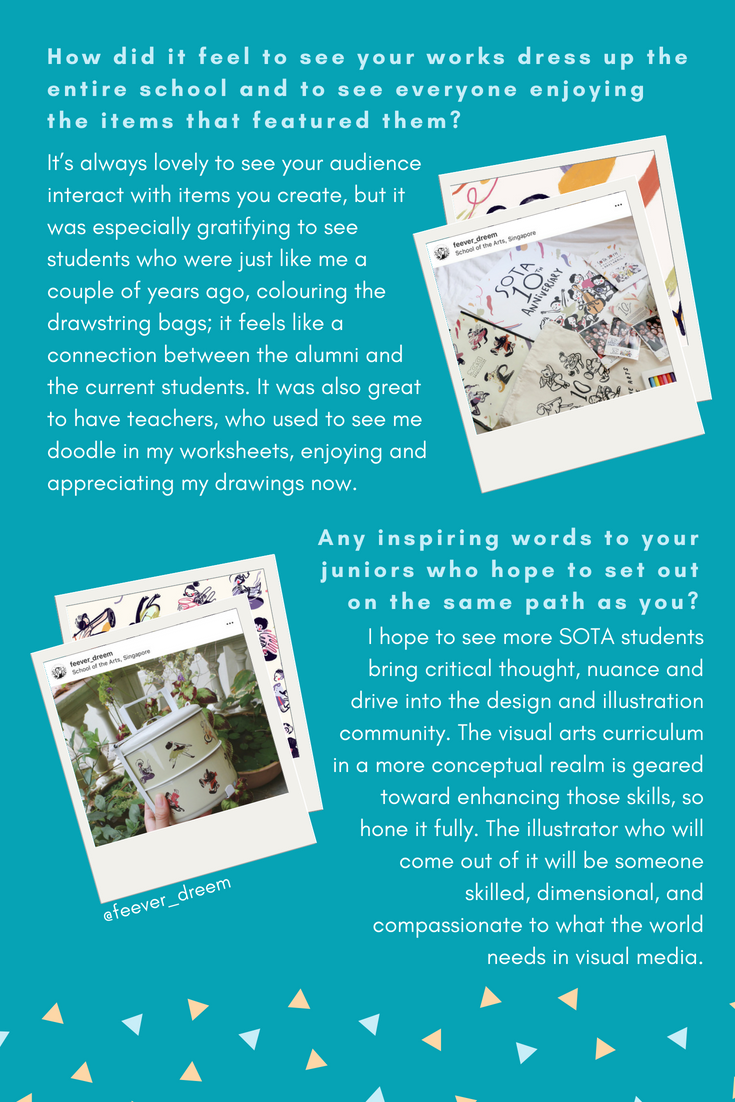 How did it feel to see your works dress up the
entire school and to see everyone enjoying
the items that featured them?
It's always lovely to see your audience
interact with items you create, but it
was especially gratifying to see
students who were just like me a
couple of years ago, colouring the
drawstring bags; it feels like a
connection between the alumni and
the current students. It was also great
to have teachers, who used to see me
doodle in my worksheets, enjoying and
appreciating my drawings now.
feever_dreem
School of the Arts, Singapore
SOTA
10TH
ANNIVERSARY
10
Any inspiring words to your
juniors who hope to set out
on the same path as you?
I hope to see more SOTA students
bring critical thought, nuance and
drive into the design and illustration
community. The visual arts curriculum
in a more conceptual realm is geared
toward enhancing those skills, so
hone it fully. The illustrator who will
come out of it will be someone
skilled, dimensional, and
compassionate to what the world
needs in visual media.
feever_dreem
School of the Arts, Singapore
@feever_dreem